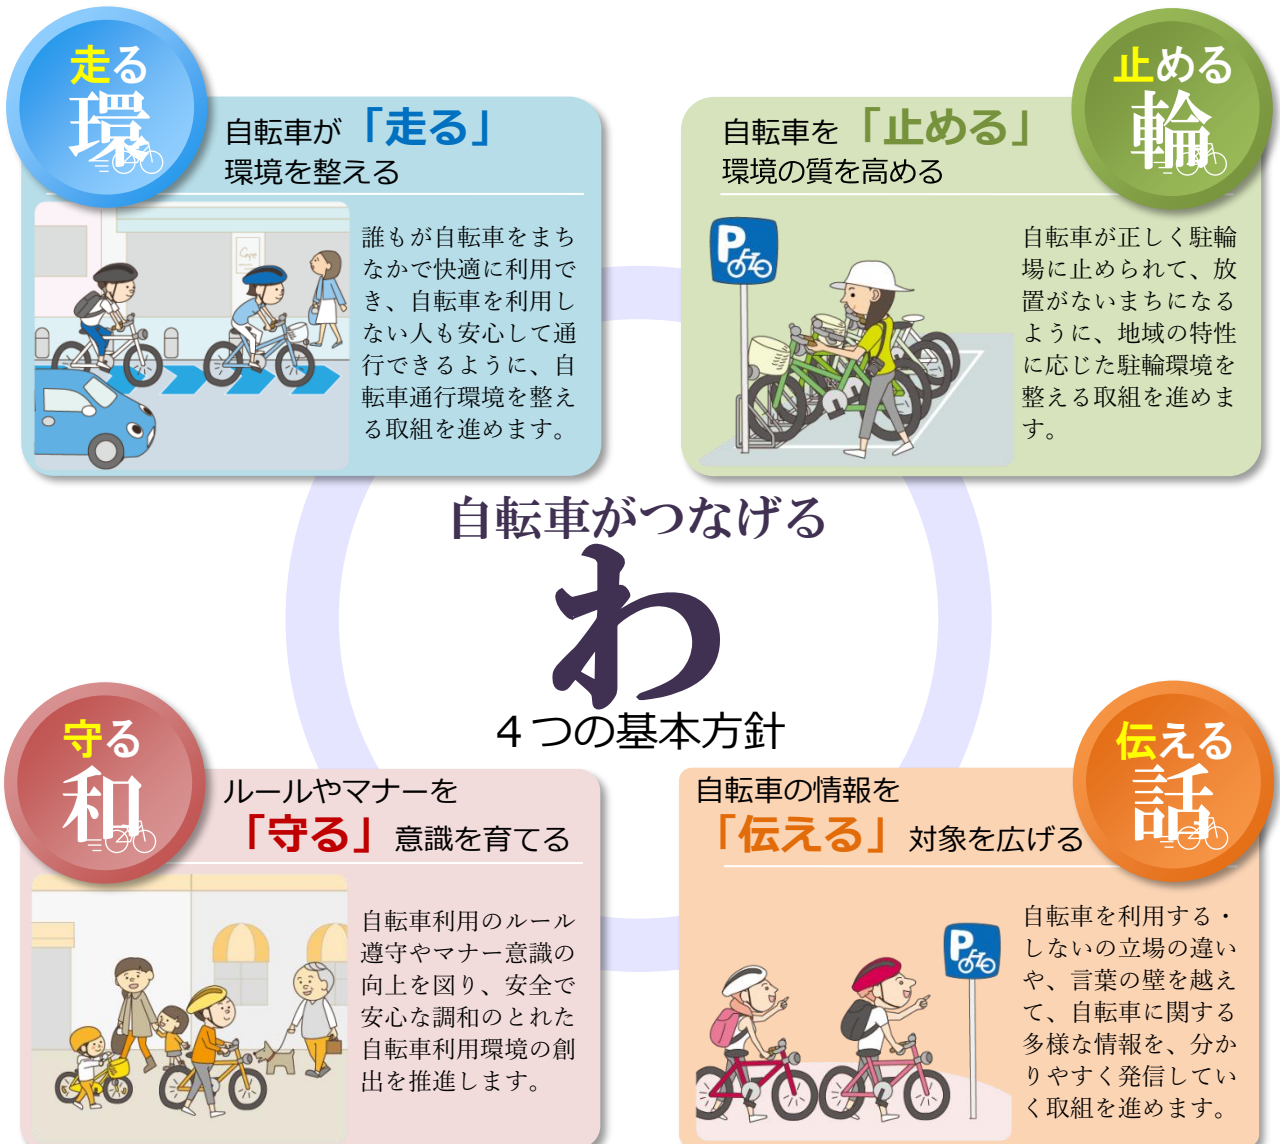 走る
環
自転車が「走る」
環境を整える
誰もが自転車をまち
なかで快適に利用で
き、自転車を利用し
ない人も安心して通
行できるように、自
転車通行環境を整え
る取組を進めます。
Cafe
止める
輪
自転車を「止める」
環境の質を高める
P
自転車が正しく駐輪
場に止められて、放
置がないまちになる
ように、地域の特性
に応じた駐輪環境を
整える取組を進めま
す。
自転車がつなげる
わ
4つの基本方針
守る
和
ルールやマナーを
「守る」意識を育てる
自転車利用のルール
遵守やマナー意識の
向上を図り、安全で
安心な調和のとれた
自転車利用環境の創
出を推進します。
伝える
話
自転車の情報を
「伝える」対象を広げる
P
自転車を利用する・
しないの立場の違い
や、言葉の壁を越え
て、自転車に関する
多様な情報を、分か
りやすく発信してい
く取組を進めます。